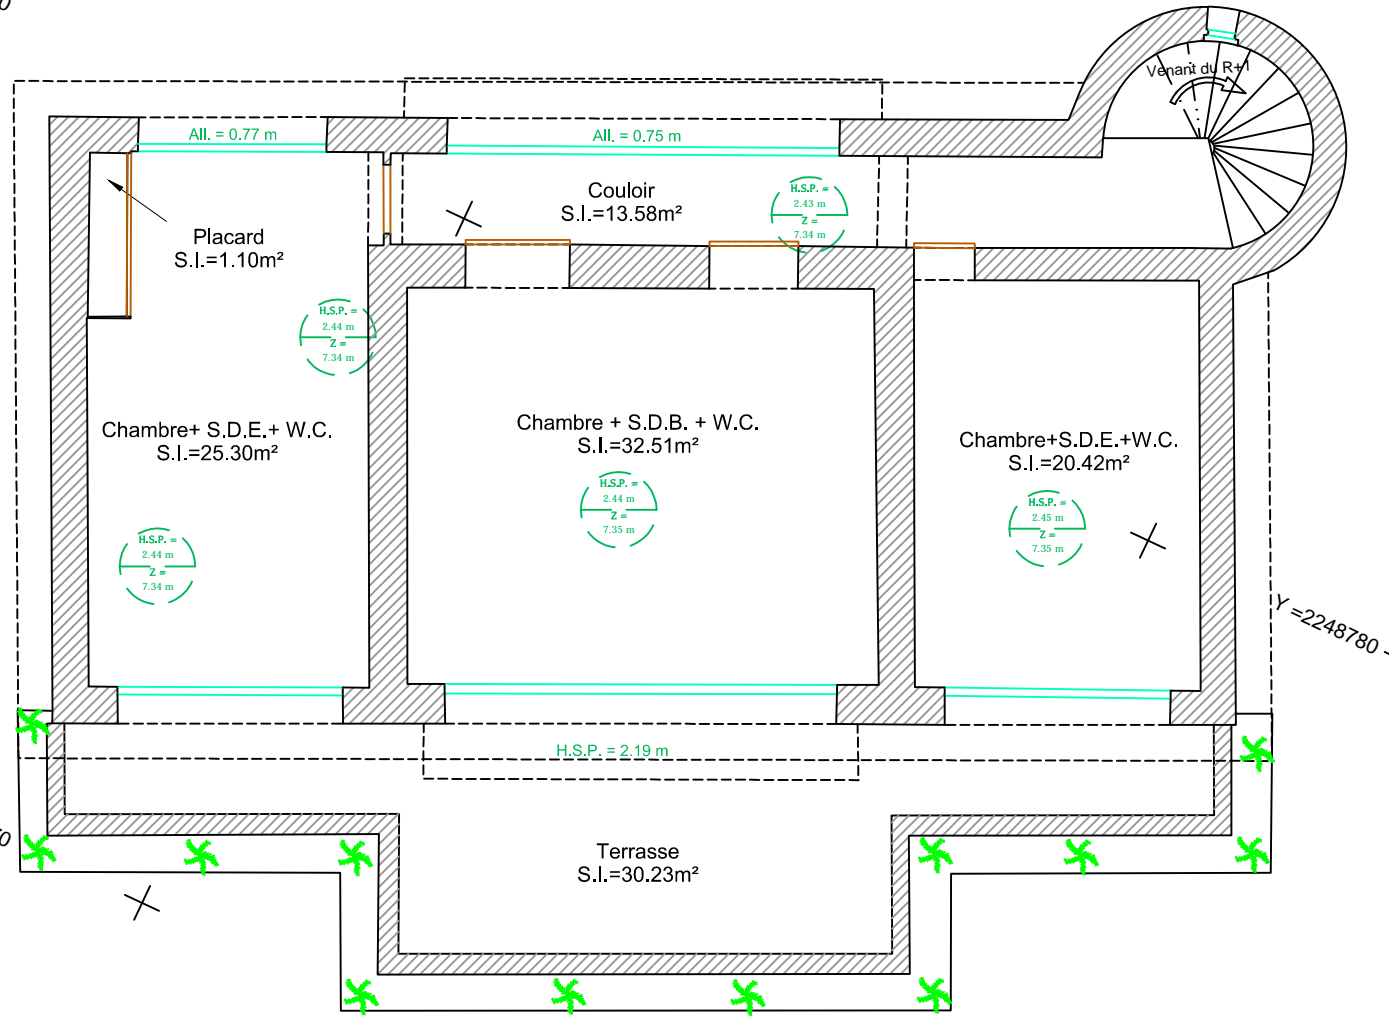 Venant du R+1
All. = 0.77 m
All. = 0.75 m
Couloir
S.I.=13.58m²
H.S.P. =
2.43 m
Z =
7.34 m
Placard
S.I.=1.10m²
H.S.P. =
2.44 m
Z =
7.34 m
Chambre+ S.D.E.+ W.C.
S.I.=25.30m²
Chambre + S.D.B. + W.C.
S.I.=32.51m²
Chambre+S.D.E.+W.C.
S.I.=20.42m²
H.S.P. =
2.44 m
Z =
7.35 m
H.S.P. =
2.45 m
Z =
7.35 m
H.S.P. =
2.44 m
Z =
7.34 m
Y =2248780
H.S.P. = 2.19 m
Terrasse
S.I.=30.23m²